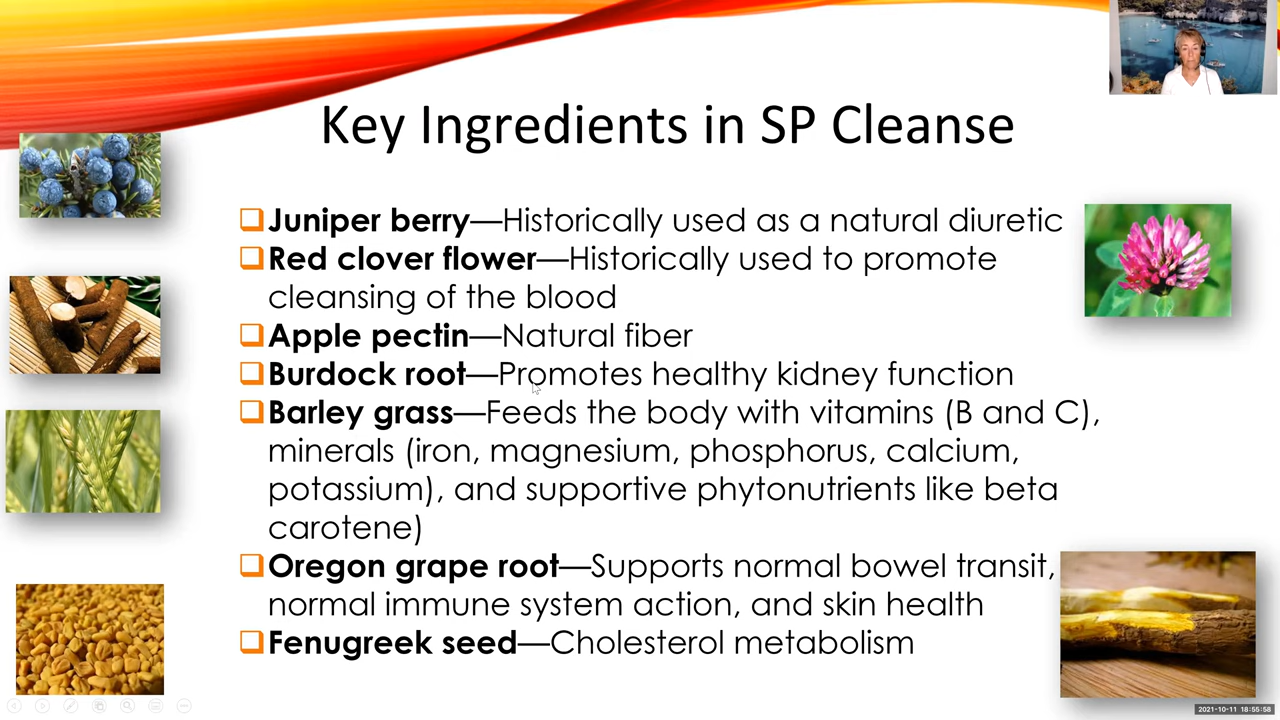 Key Ingredients in SP Cleanse
Juniper berry—Historically used as a natural diuretic
Red clover flower—Historically used to promote
cleansing of the blood
Apple pectin—Natural fiber
Burdock root—Promotes healthy kidney function
Barley grass—Feeds the body with vitamins (B and C),
minerals (iron, magnesium, phosphorus, calcium,
potassium), and supportive phytonutrients like beta
carotene)
Oregon grape root—Supports normal bowel transit,
normal immune system action, and skin health
Fenugreek seed—Cholesterol metabolism
2021-10-11 18:55:58